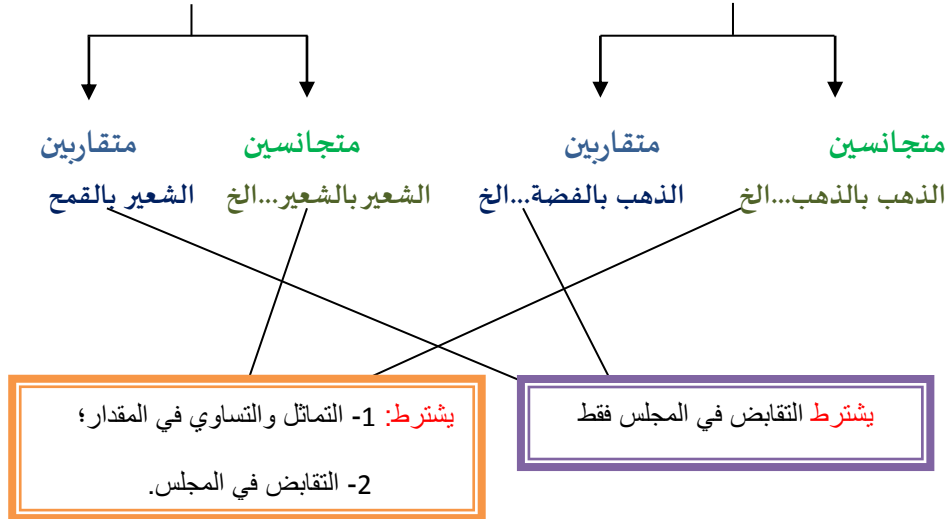 متجانسين
متقاربين
متجانسين
متقاربين
الذهب بالذهب...الخ
الذهب بالفضة...الخ
الشعير بالشعير...الخ
الشعير بالقمح
يشترط التقابض في المجلس فقط
يشترط: 1- التماثل والتساوي في المقدار؛
2- التقابض في المجلس.